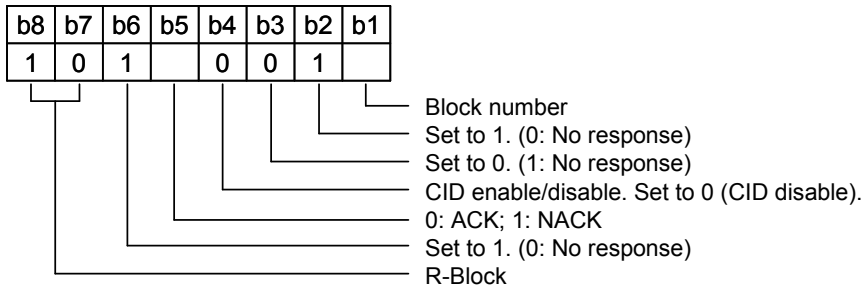 b8 b7 b6 b5 b4 b3 b2 b1
1 0 1 0 0 1
Block number
Set to 1. (0: No response)
Set to 0. (1: No response)
CID enable/disable. Set to 0 (CID disable).
0: ACK; 1: NACK
Set to 1. (0: No response)
R-Block